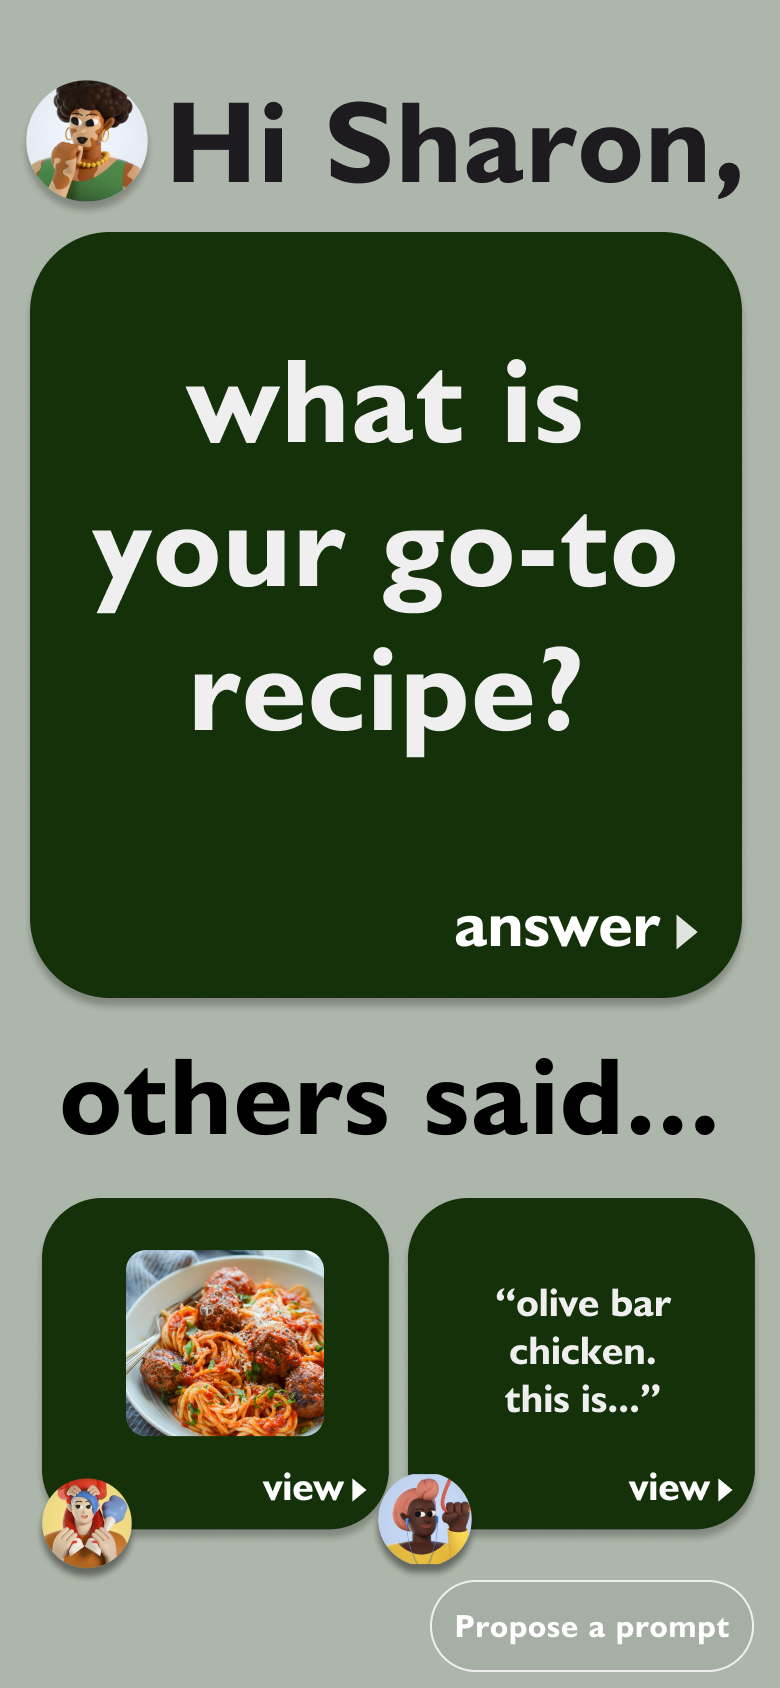 Hi Sharon,
what is
your go-to
recipe?
answer
others said...
“olive bar
chicken.
this is...”
view
view
Propose a prompt